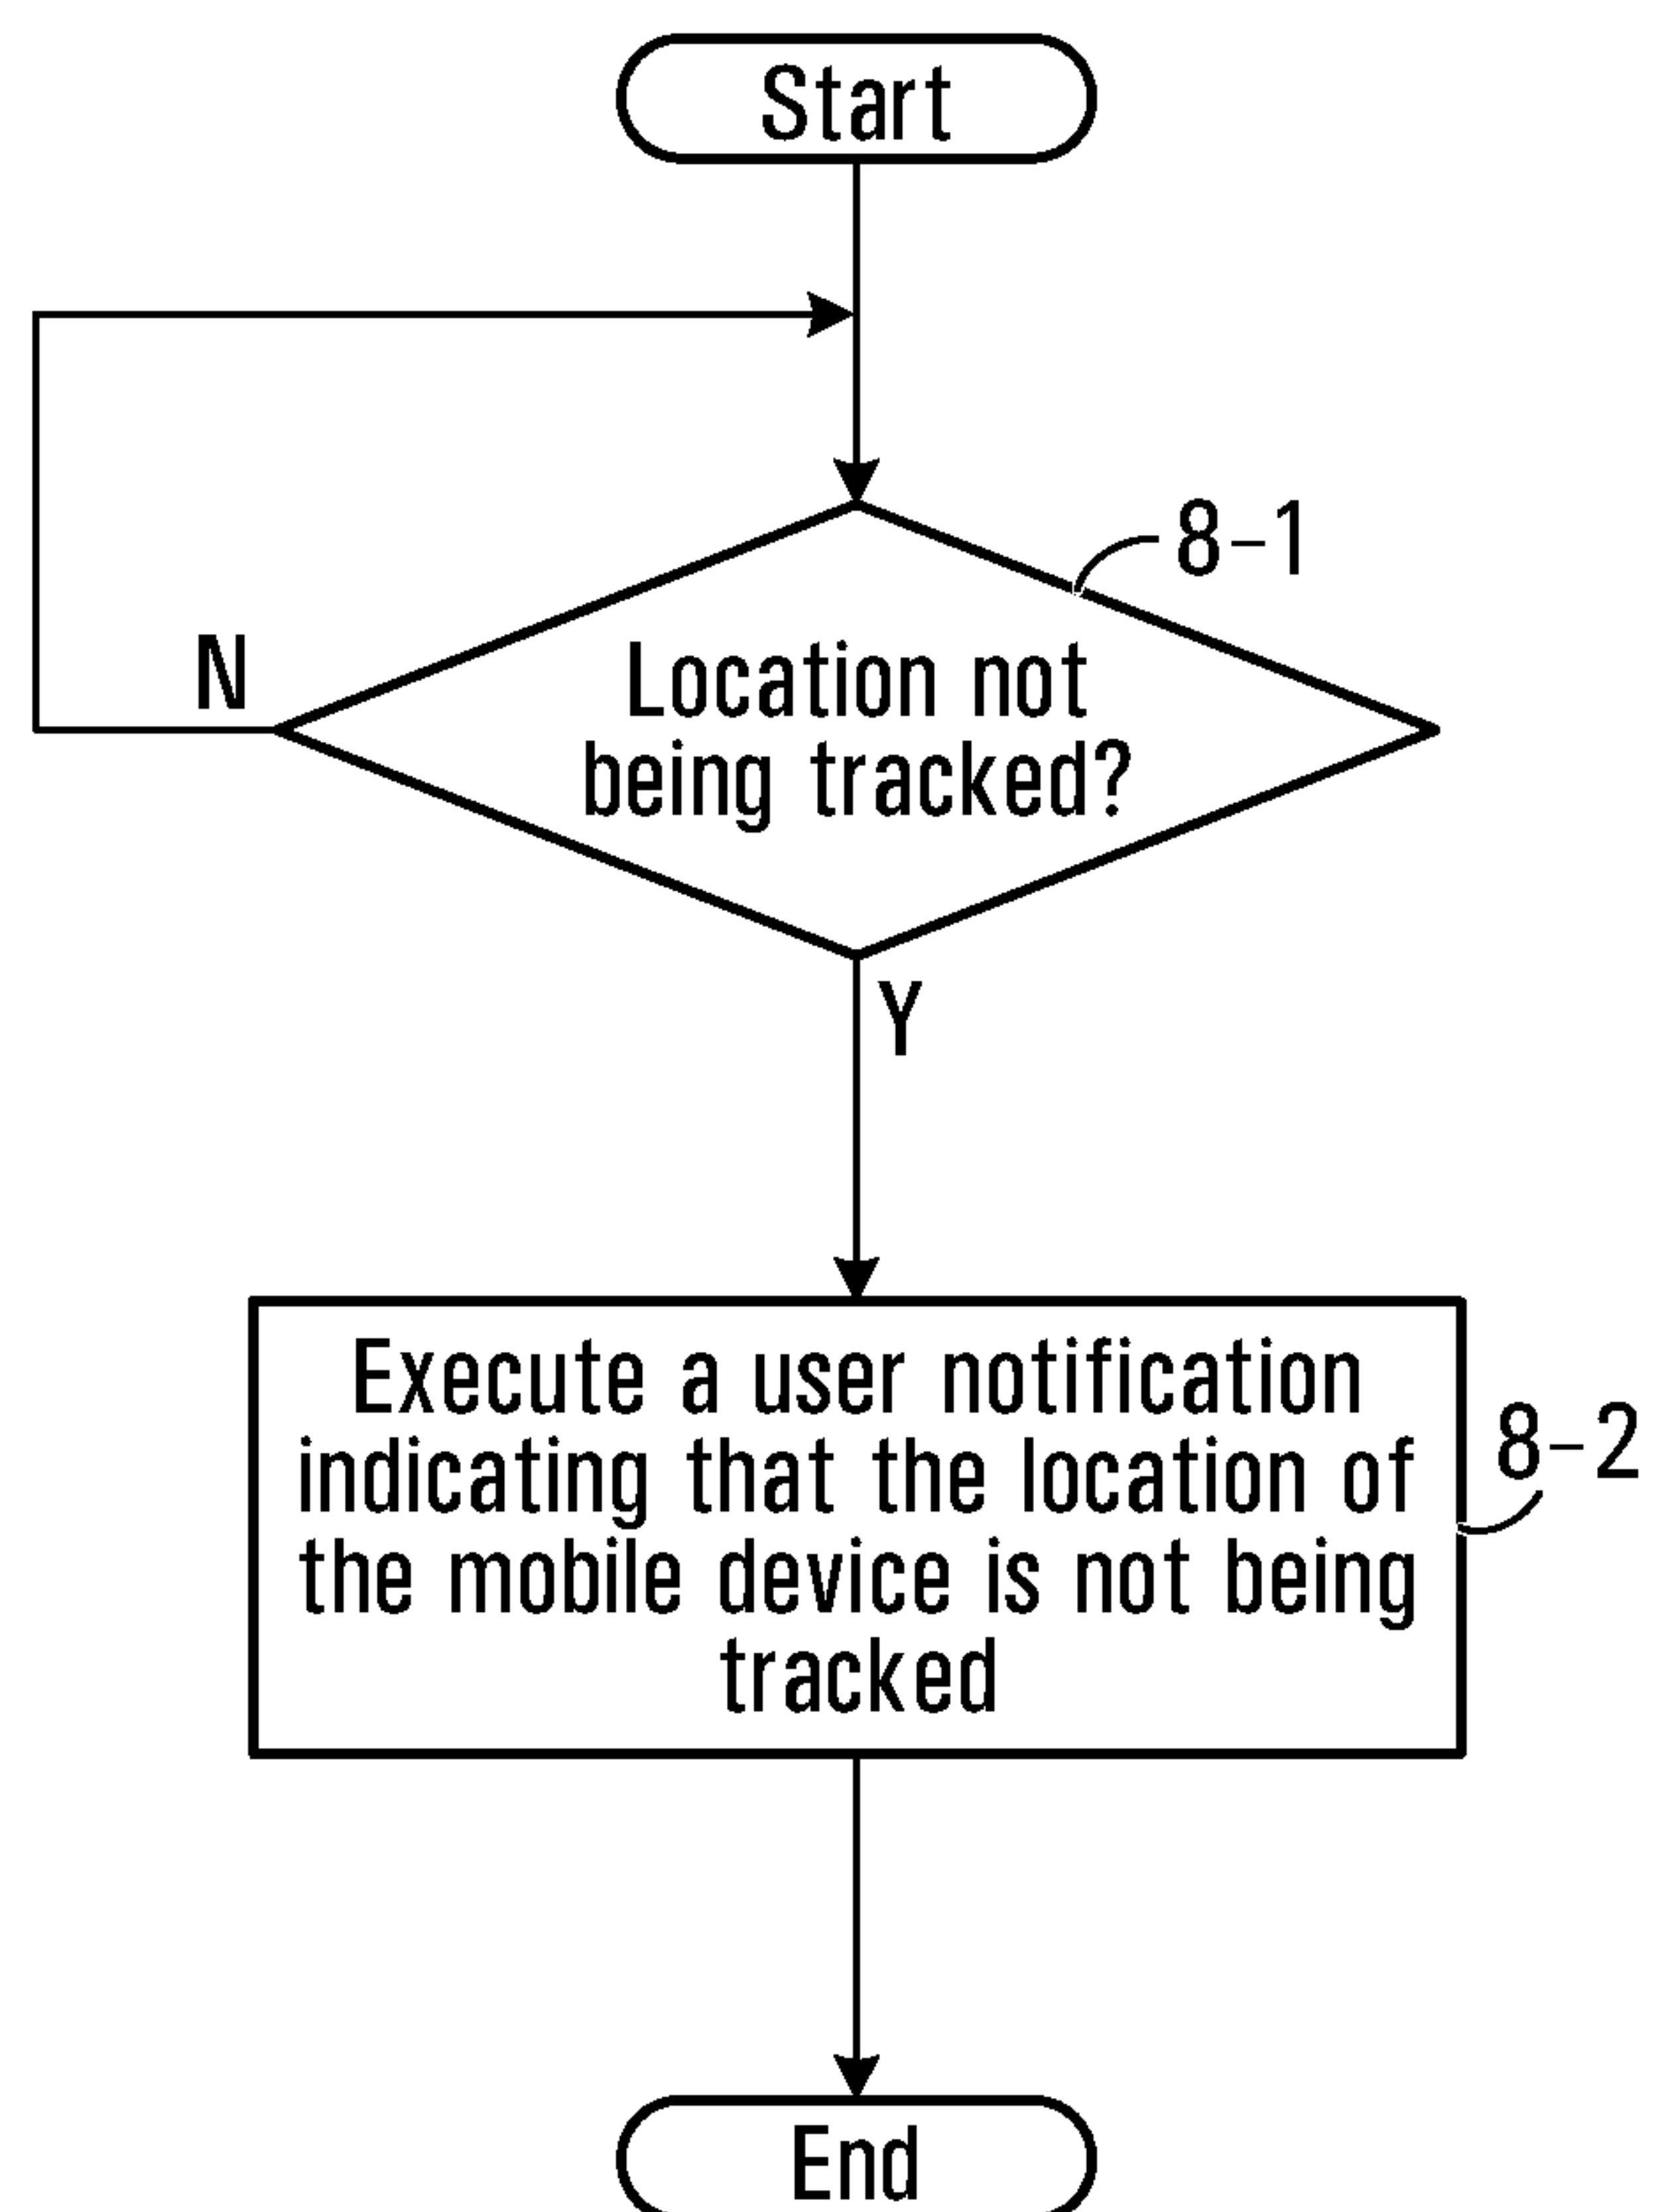 Start
8-1
Location not
being tracked?
N
Y
Execute a user notification
indicating that the location of
the mobile device is not being
tracked
8-2
End